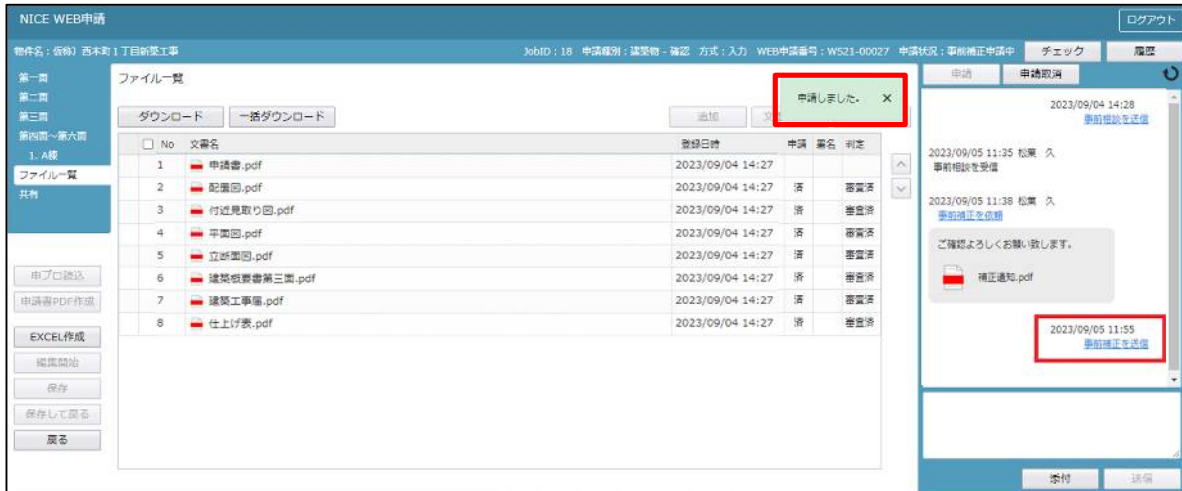 NICE WEB申請
ログアウト
物件名:仮称)西本町1丁目新築工事
JobID:18 申請種別:建築物 - 確認 方式:入力 WEB申請番号:WS21-00027 申請状況:事前補正申請中
チェック
履歴
第一面
第二面
第三面
第四面~第六面
1. A棟
ファイル一覧
共有
申プロ読込
申請書PDF作成
EXCEL作成
編集開始
保存
保存して戻る
戻る
ファイル一覧
申請しました。 ×
ダウンロード
一括ダウンロード
追加
No 文書名 登録日時 申請 署名 判定
1 申請書.pdf 2023/09/04 14:27
2 配置図.pdf 2023/09/04 14:27 済 審査済
3 付近見取り図.pdf 2023/09/04 14:27 済 審査済
4 平面図.pdf 2023/09/04 14:27 済 審査済
5 立断面図.pdf 2023/09/04 14:27 済 審査済
6 建築概要書第三面.pdf 2023/09/04 14:27 済 審査済
7 建築工事届.pdf 2023/09/04 14:27 済 審査済
8 仕上げ表.pdf 2023/09/04 14:27 済 審査済
申請
申請取消
2023/09/04 14:28
事前相談を送信
2023/09/05 11:35 松葉 久
事前相談を受信
2023/09/05 11:38 松葉 久
事前補正を依頼
ご確認よろしくお願い致します。
補正通知.pdf
2023/09/05 11:55
事前補正を送信
添付
送信